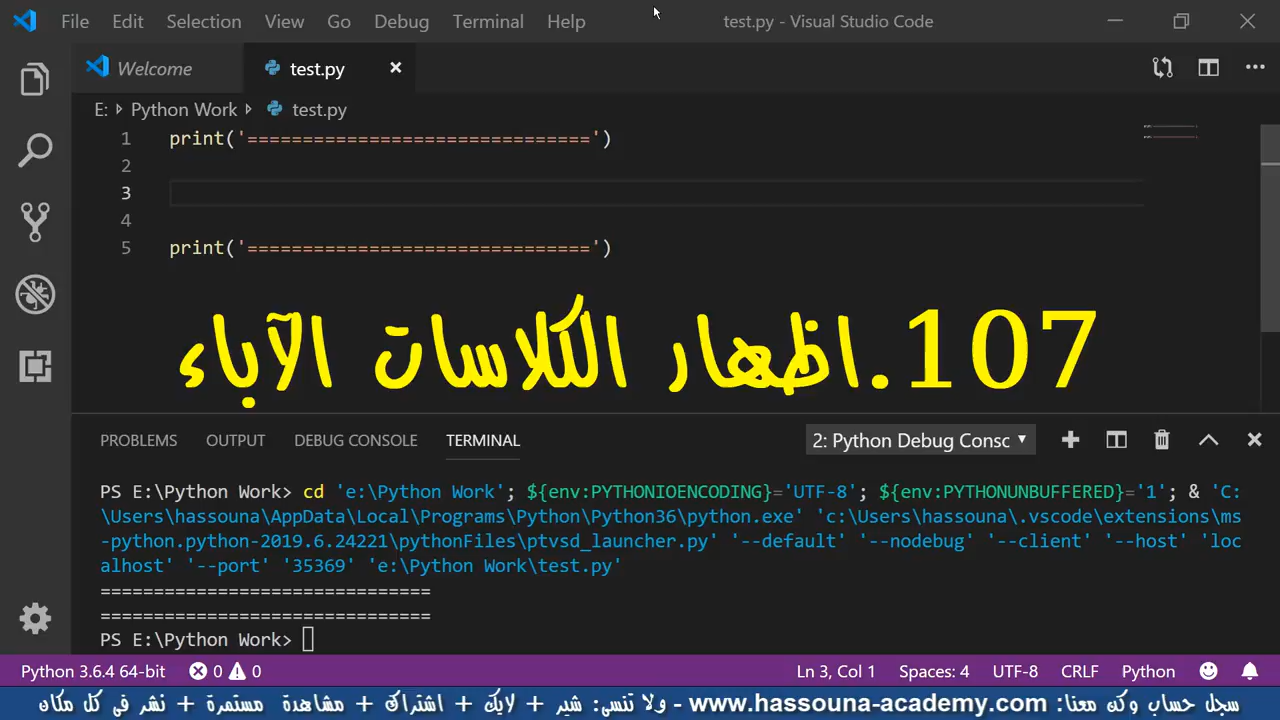 File Edit Selection View Go Debug Terminal Help test.py - Visual Studio Code
Welcome test.py
E: Python Work test.py
1 print('===============================')
2
3
4
5 print('===============================')
107.اظهار الكلاسات الآباء
PROBLEMS OUTPUT DEBUG CONSOLE TERMINAL 2: Python Debug Consc
PS E:\Python Work> cd 'e:\Python Work'; ${env:PYTHONIOENCODING}='UTF-8'; ${env:PYTHONUNBUFFERED}='1'; & 'C:
\Users\hassouna\AppData\Local\Programs\Python\Python36\python.exe' 'c:\Users\hassouna\.vscode\extensions\ms
-python.python-2019.6.24221\pythonFiles\ptvsd_launcher.py' '--default' '--nodebug' '--client' '--host' 'loc
alhost' '--port' '35369' 'e:\Python Work\test.py'
===============================
===============================
PS E:\Python Work>
Python 3.6.4 64-bit 0 0 Ln 3, Col 1 Spaces: 4 UTF-8 CRLF Python
سجل حساب وكن معنا: www.hassouna-academy.com - ولا تنسى: شير + لايك + اشتراك + مشاهدة مستمرة + نشر فى كل مكان